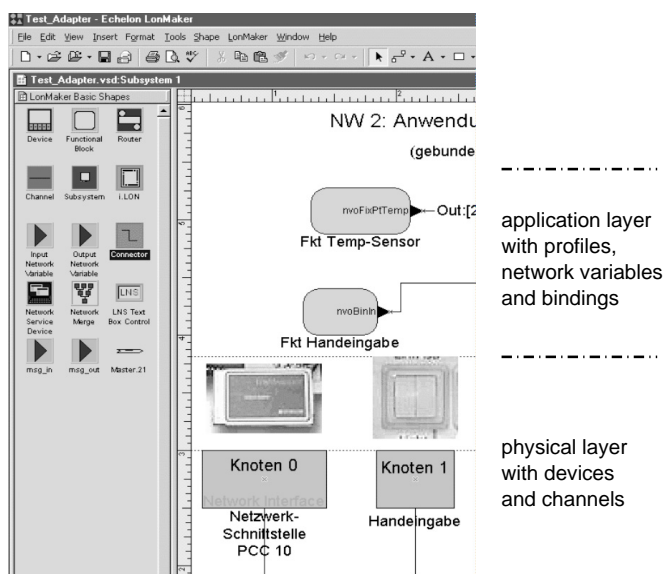 Test_Adapter - Echelon LonMaker
File Edit View Insert Format Tools Shape LonMaker Window Help
Test_Adapter.vsd:Subsystem 1
LonMaker Basic Shapes
Device
Functional
Block
Router
Channel
Subsystem
i.LON
Input
Network
Variable
Output
Network
Variable
Connector
Network
Service
Device
Network
Merge
LNS
LNS Text
Box Control
msg_in
msg_out
Master.21
NW 2: Anwendu
(gebunde
nvoFixPtTemp
Out:[2
Fkt Temp-Sensor
nvoBinIn
Fkt Handeingabe
Knoten 0
Network Interface
Netzwerk-
Schnittstelle
PCC 10
Knoten 1
Handeingabe
application layer
with profiles,
network variables
and bindings
physical layer
with devices
and channels